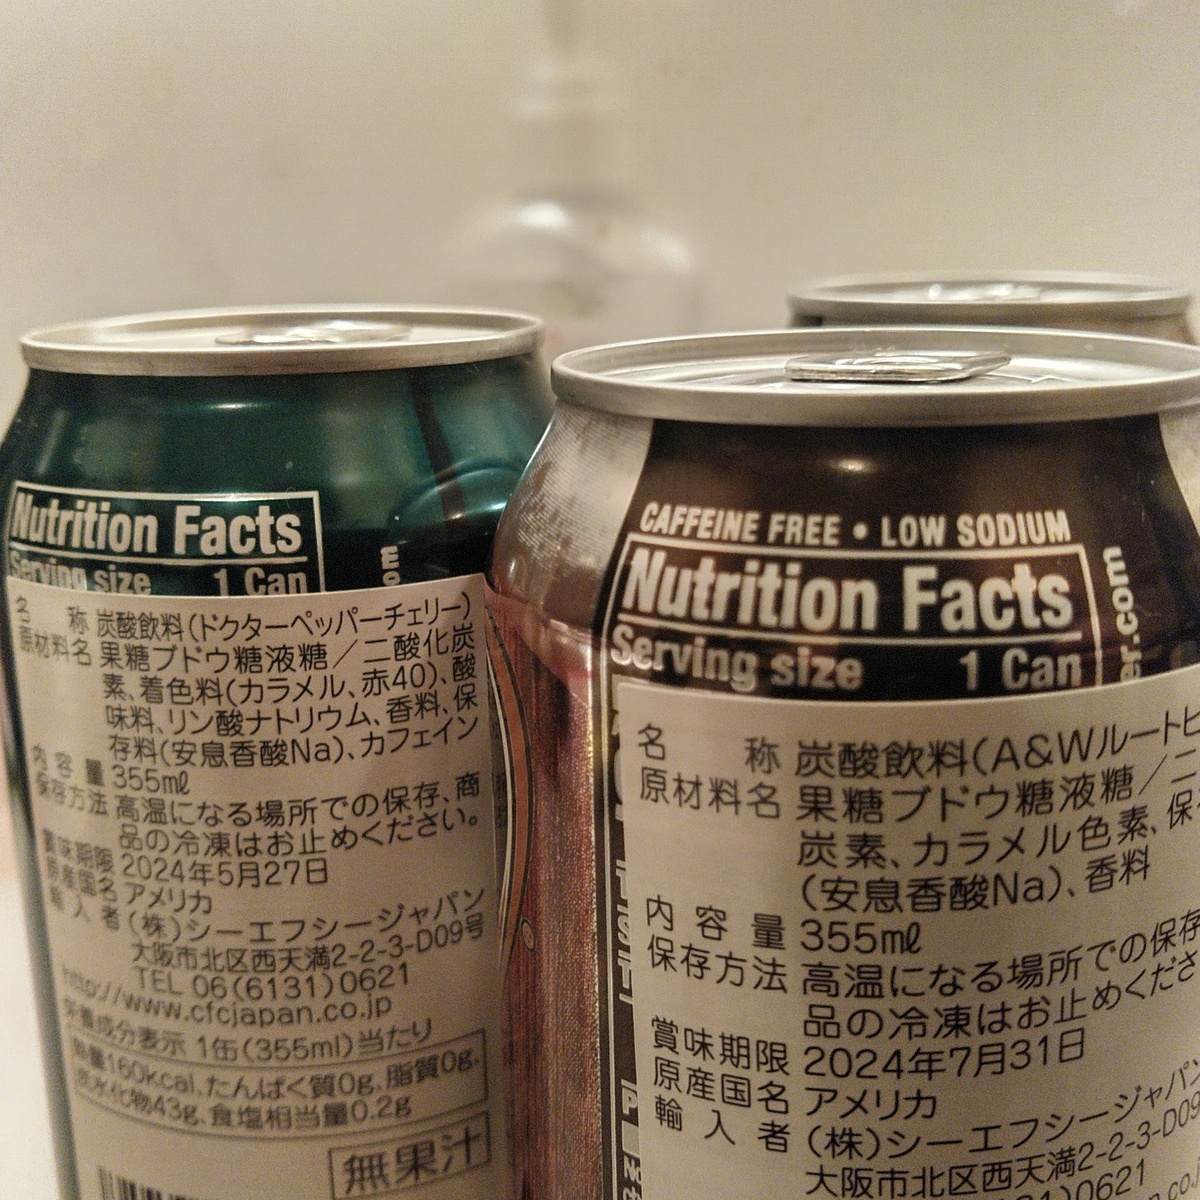 Nutrition Facts
Serving size 1 Can
om
名称 炭酸飲料(ドクターペッパーチェリー)
原材料名 果糖ブドウ糖液糖/二酸化炭
素、着色料(カラメル、赤40)、酸
味料、リン酸ナトリウム、香料、保
存料(安息香酸Na)、カフェイン
内容量 355mℓ
保存方法 高温になる場所での保存、商
品の冷凍はお止めください。
賞味期限 2024年5月27日
原産国名 アメリカ
輸入者 (株)シーエフシージャパン
大阪市北区西天満2-2-3-D09号
TEL 06(6131)0621
http://www.cfcjapan.co.jp
栄養成分表示 1缶(355ml)当たり
熱量160kcal、たんぱく質0g、脂質0g、
炭水化物43g、食塩相当量0.2g
無果汁
CAFFEINE FREE • LOW SODIUM
Nutrition Facts
Serving size 1 Can
er.com
名称 炭酸飲料(A&Wルートビ
原材料名 果糖ブドウ糖液糖/二
炭素、カラメル色素、保
(安息香酸Na)、香料
内容量 355mℓ
保存方法 高温になる場所での保存
品の冷凍はお止めくださ
賞味期限 2024年7月31日
原産国名 アメリカ
輸入者 (株)シーエフシージャパン
大阪市北区西天満2-2-3-D09
0621